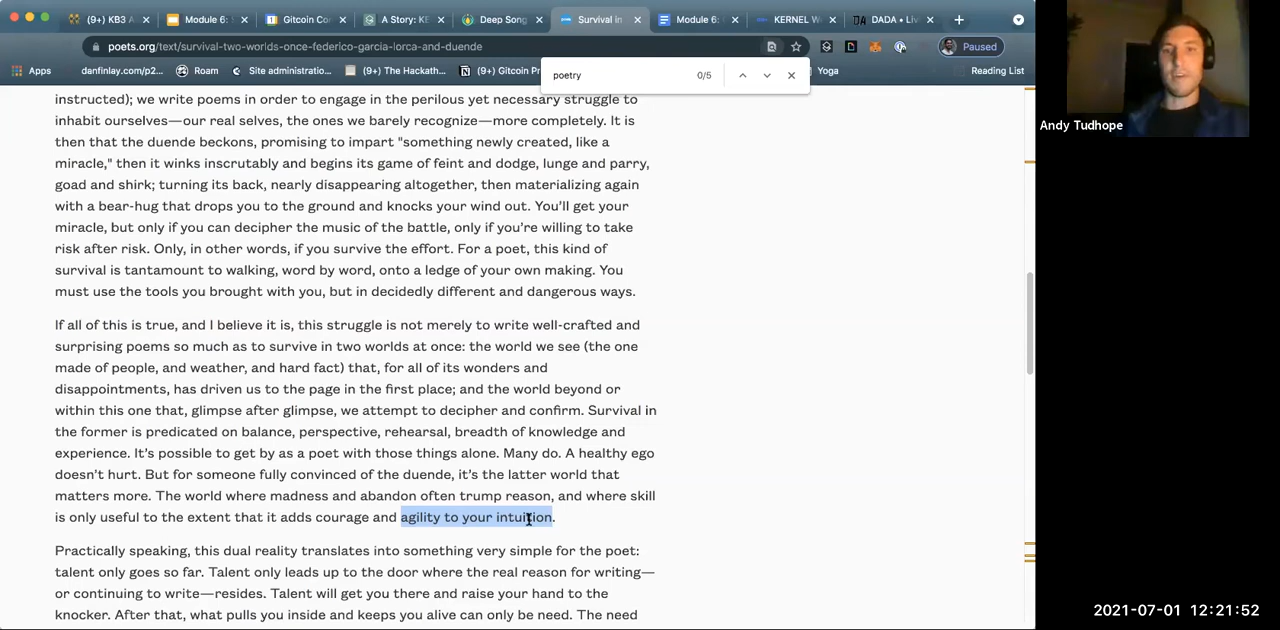 (9+) KB3 A
Module 6:
Gitcoin Co
A Story: KE
Deep Song
Survival in
Module 6:
KERNEL W
DADA • Liv
poets.org/text/survival-two-worlds-once-federico-garcia-lorca-and-duende
Paused
Apps
danfinlay.com/p2...
Roam
Site administratio...
(9+) The Hackath...
(9+) Gitcoin Pr
Yoga
Reading List
poetry
0/5
instructed); we write poems in order to engage in the perilous yet necessary struggle to
inhabit ourselves—our real selves, the ones we barely recognize—more completely. It is
then that the duende beckons, promising to impart "something newly created, like a
miracle," then it winks inscrutably and begins its game of feint and dodge, lunge and parry,
goad and shirk; turning its back, nearly disappearing altogether, then materializing again
with a bear-hug that drops you to the ground and knocks your wind out. You'll get your
miracle, but only if you can decipher the music of the battle, only if you're willing to take
risk after risk. Only, in other words, if you survive the effort. For a poet, this kind of
survival is tantamount to walking, word by word, onto a ledge of your own making. You
must use the tools you brought with you, but in decidedly different and dangerous ways.
If all of this is true, and I believe it is, this struggle is not merely to write well-crafted and
surprising poems so much as to survive in two worlds at once: the world we see (the one
made of people, and weather, and hard fact) that, for all of its wonders and
disappointments, has driven us to the page in the first place; and the world beyond or
within this one that, glimpse after glimpse, we attempt to decipher and confirm. Survival in
the former is predicated on balance, perspective, rehearsal, breadth of knowledge and
experience. It's possible to get by as a poet with those things alone. Many do. A healthy ego
doesn't hurt. But for someone fully convinced of the duende, it's the latter world that
matters more. The world where madness and abandon often trump reason, and where skill
is only useful to the extent that it adds courage and agility to your intuition.
Practically speaking, this dual reality translates into something very simple for the poet:
talent only goes so far. Talent only leads up to the door where the real reason for writing—
or continuing to write—resides. Talent will get you there and raise your hand to the
knocker. After that, what pulls you inside and keeps you alive can only be need. The need
Andy Tudhope
2021-07-01 12:21:52